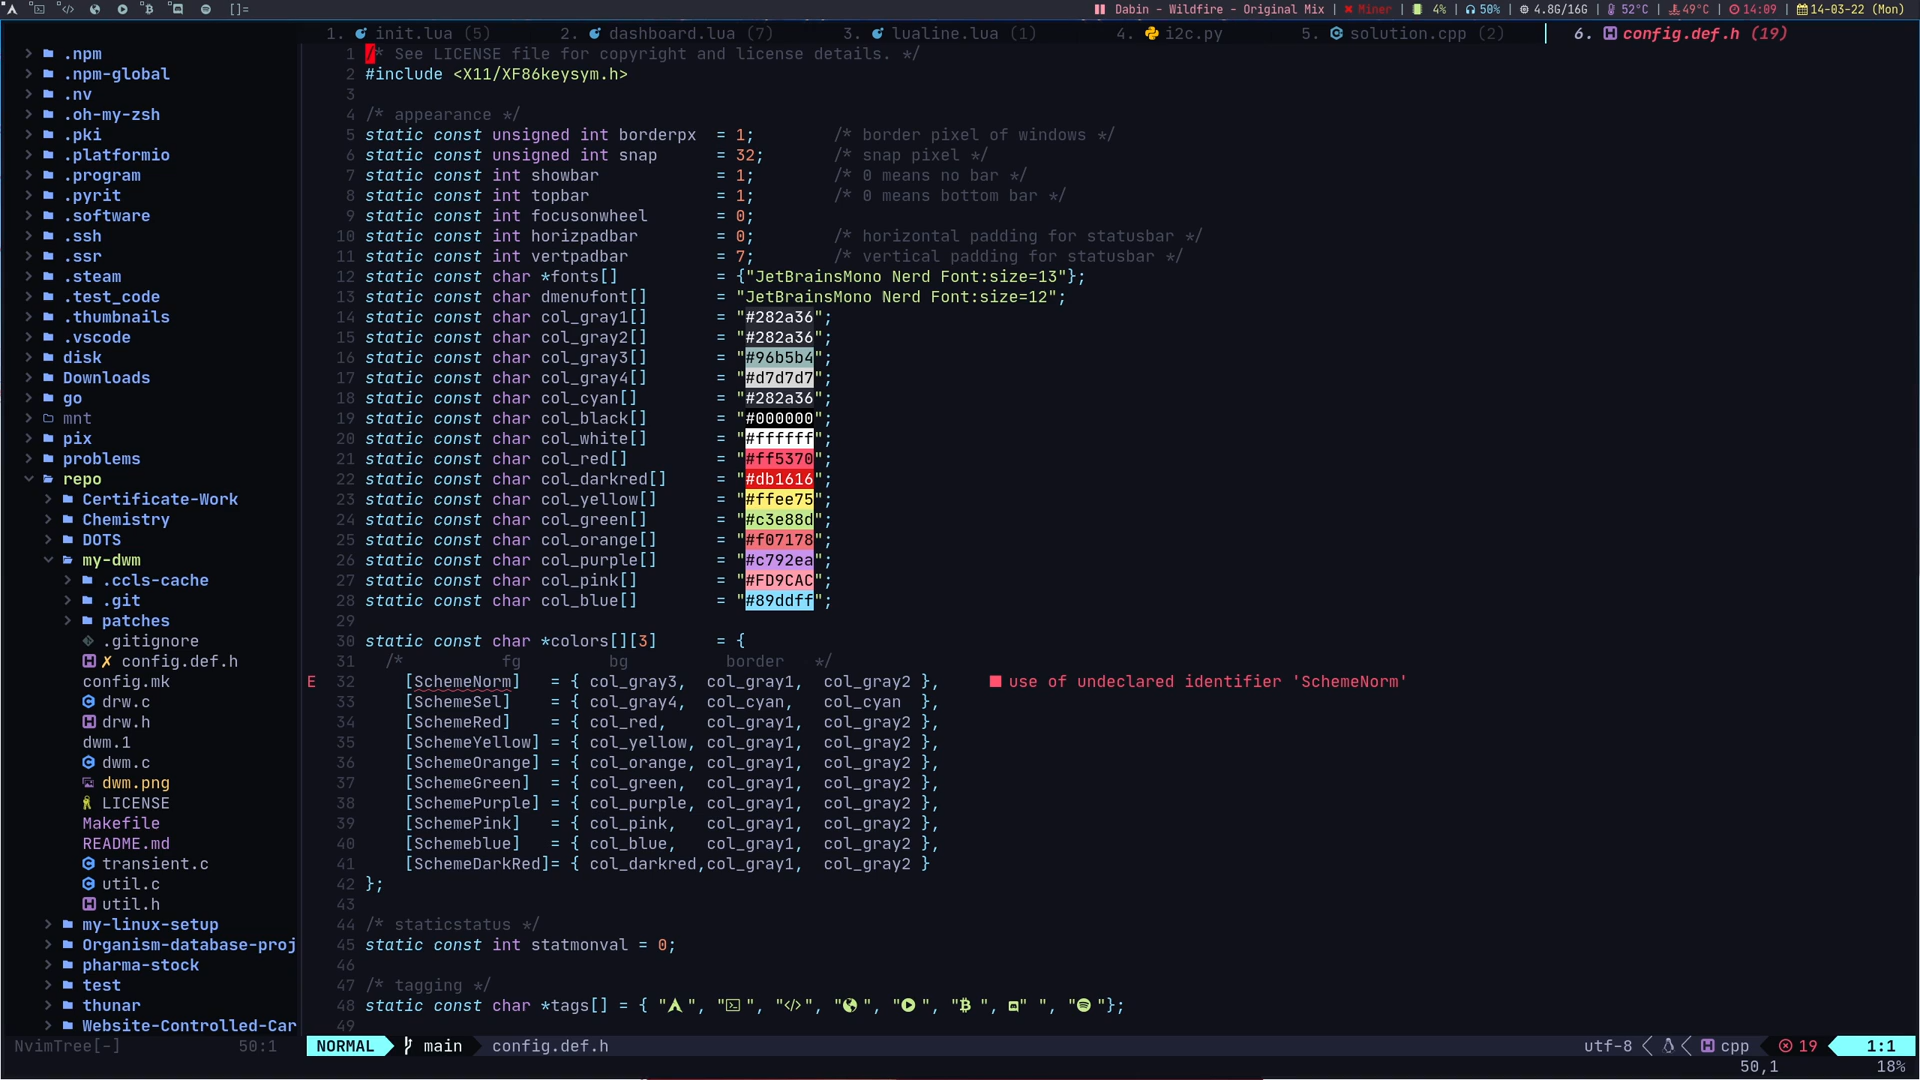 []= Dabin - Wildfire - Original Mix | Miner | 4% | 50% | 4.8G/16G | 52°C | 49°C | 14:09 | 14-03-22 (Mon)
1. init.lua (5) 2. dashboard.lua (7) 3. lualine.lua (1) 4. i2c.py 5. solution.cpp (2) 6. config.def.h (19)
.npm
.npm-global
.nv
.oh-my-zsh
.pki
.platformio
.program
.pyrit
.software
.ssh
.ssr
.steam
.test_code
.thumbnails
.vscode
disk
Downloads
go
mnt
pix
problems
repo
Certificate-Work
Chemistry
DOTS
my-dwm
.ccls-cache
.git
patches
.gitignore
✗ config.def.h
config.mk
drw.c
drw.h
dwm.1
dwm.c
dwm.png
LICENSE
Makefile
README.md
transient.c
util.c
util.h
my-linux-setup
Organism-database-proj
pharma-stock
test
thunar
Website-Controlled-Car
1 /* See LICENSE file for copyright and license details. */
2 #include <X11/XF86keysym.h>
3
4 /* appearance */
5 static const unsigned int borderpx = 1; /* border pixel of windows */
6 static const unsigned int snap = 32; /* snap pixel */
7 static const int showbar = 1; /* 0 means no bar */
8 static const int topbar = 1; /* 0 means bottom bar */
9 static const int focusonwheel = 0;
10 static const int horizpadbar = 0; /* horizontal padding for statusbar */
11 static const int vertpadbar = 7; /* vertical padding for statusbar */
12 static const char *fonts[] = {"JetBrainsMono Nerd Font:size=13"};
13 static const char dmenufont[] = "JetBrainsMono Nerd Font:size=12";
14 static const char col_gray1[] = "#282a36";
15 static const char col_gray2[] = "#282a36";
16 static const char col_gray3[] = "#96b5b4";
17 static const char col_gray4[] = "#d7d7d7";
18 static const char col_cyan[] = "#282a36";
19 static const char col_black[] = "#000000";
20 static const char col_white[] = "#ffffff";
21 static const char col_red[] = "#ff5370";
22 static const char col_darkred[] = "#db1616";
23 static const char col_yellow[] = "#ffee75";
24 static const char col_green[] = "#c3e88d";
25 static const char col_orange[] = "#f07178";
26 static const char col_purple[] = "#c792ea";
27 static const char col_pink[] = "#FD9CAC";
28 static const char col_blue[] = "#89ddff";
29
30 static const char *colors[][3] = {
31 /* fg bg border */
E 32 [SchemeNorm] = { col_gray3, col_gray1, col_gray2 }, ■ use of undeclared identifier 'SchemeNorm'
33 [SchemeSel] = { col_gray4, col_cyan, col_cyan },
34 [SchemeRed] = { col_red, col_gray1, col_gray2 },
35 [SchemeYellow] = { col_yellow, col_gray1, col_gray2 },
36 [SchemeOrange] = { col_orange, col_gray1, col_gray2 },
37 [SchemeGreen] = { col_green, col_gray1, col_gray2 },
38 [SchemePurple] = { col_purple, col_gray1, col_gray2 },
39 [SchemePink] = { col_pink, col_gray1, col_gray2 },
40 [Schemeblue] = { col_blue, col_gray1, col_gray2 },
41 [SchemeDarkRed]= { col_darkred,col_gray1, col_gray2 }
42 };
43
44 /* staticstatus */
45 static const int statmonval = 0;
46
47 /* tagging */
48 static const char *tags[] = { "", "", "</>", "", "", "", " ", ""};
49
NvimTree[-] 50:1 NORMAL main config.def.h utf-8 cpp 19 1:1
50,1 18%